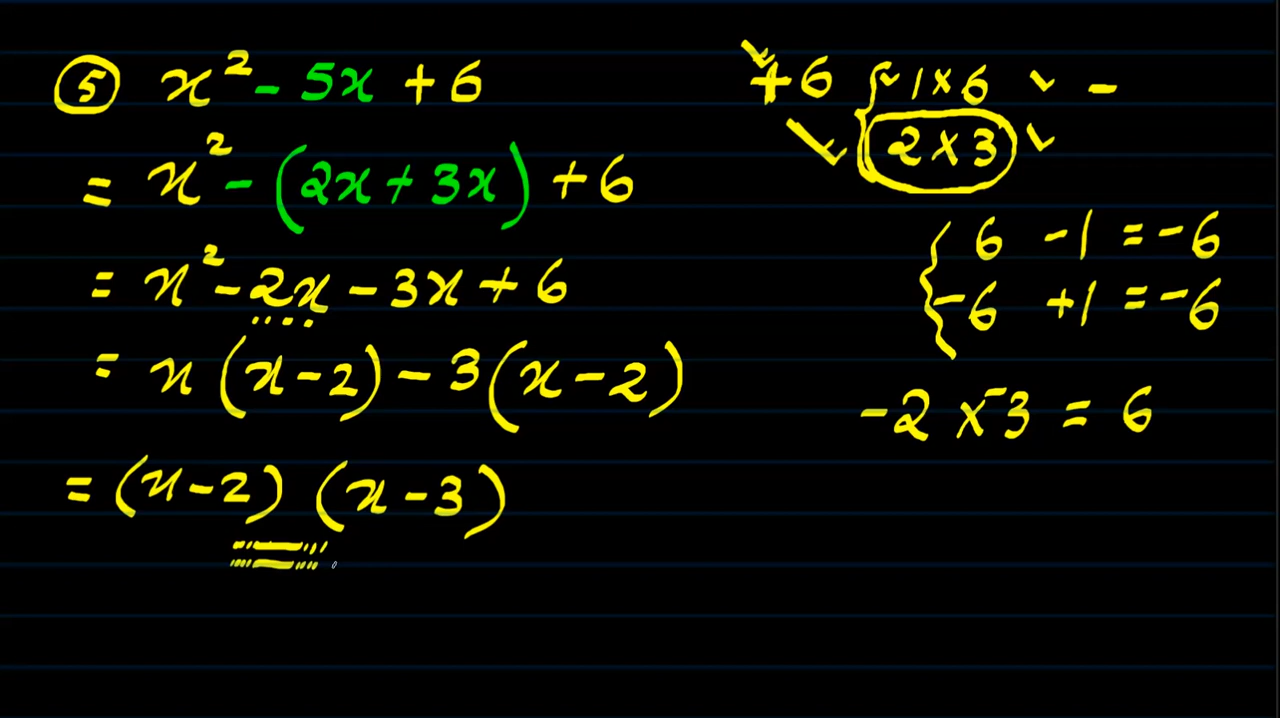 ⑤ x² - 5x + 6
= x² - (2x + 3x) + 6
= x² - 2x - 3x + 6
= x (x - 2) - 3 (x - 2)
= (x - 2) (x - 3)
+6 { 1 × 6 ✓ -
2 × 3 ✓
{ 6 - 1 = -6
-6 + 1 = -6
-2 × -3 = 6